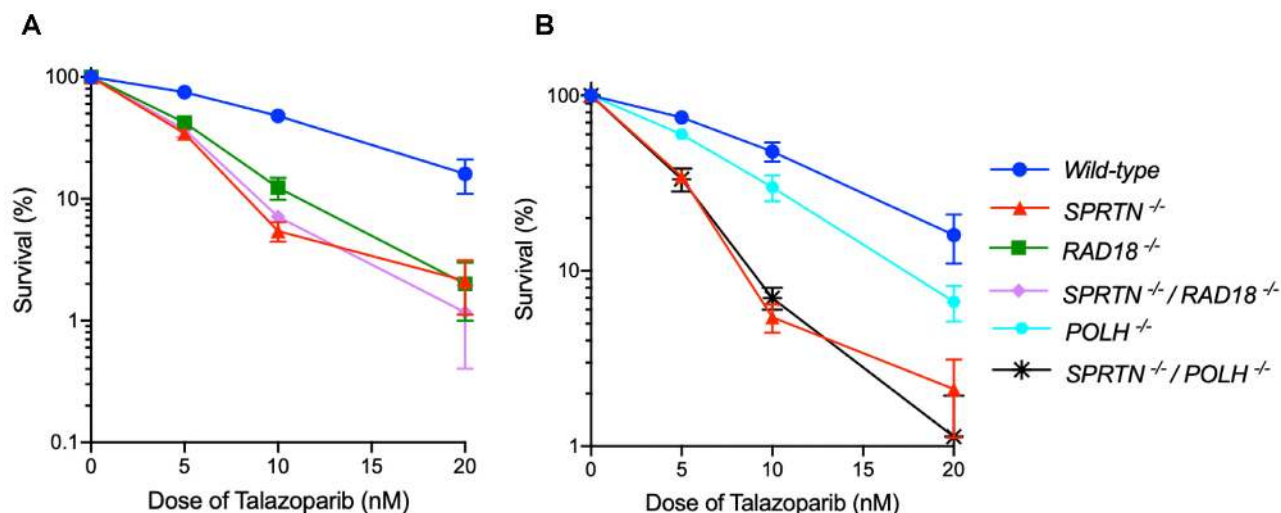 A
Survival (%)
100
10
1
0.1
0 5 10 15 20
Dose of Talazoparib (nM)
B
Survival (%)
100
10
1
0 5 10 15 20
Dose of Talazoparib (nM)
Wild-type
SPRTN -/-
RAD18 -/-
SPRTN -/- / RAD18 -/-
POLH -/-
SPRTN -/- / POLH -/-